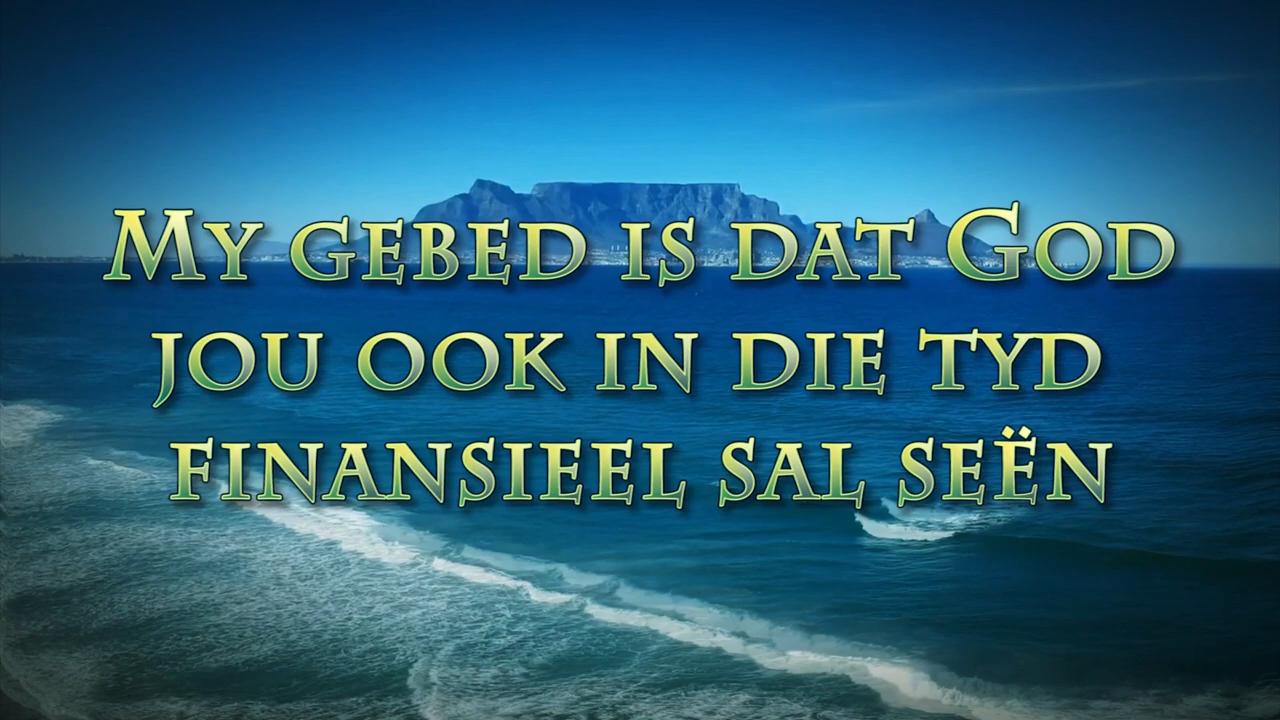 My gebed is dat God
jou ook in die tyd
finansieel sal seën